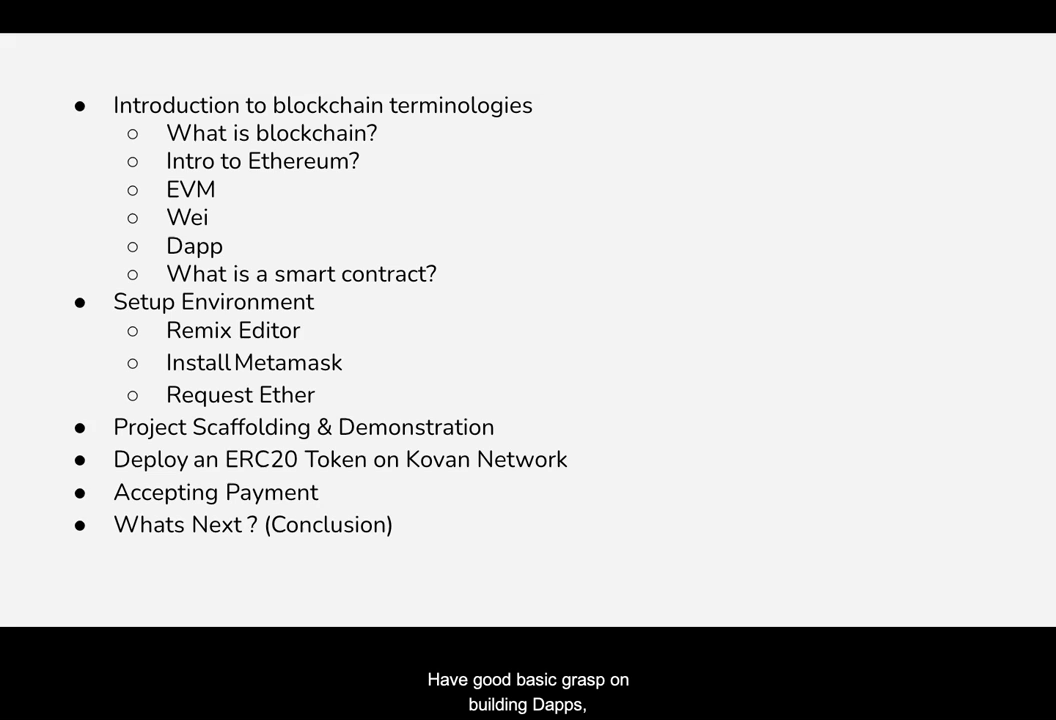 ● Introduction to blockchain terminologies
○ What is blockchain?
○ Intro to Ethereum?
○ EVM
○ Wei
○ Dapp
○ What is a smart contract?
● Setup Environment
○ Remix Editor
○ Install Metamask
○ Request Ether
● Project Scaffolding & Demonstration
● Deploy an ERC20 Token on Kovan Network
● Accepting Payment
● Whats Next ? (Conclusion)
Have good basic grasp on
building Dapps,